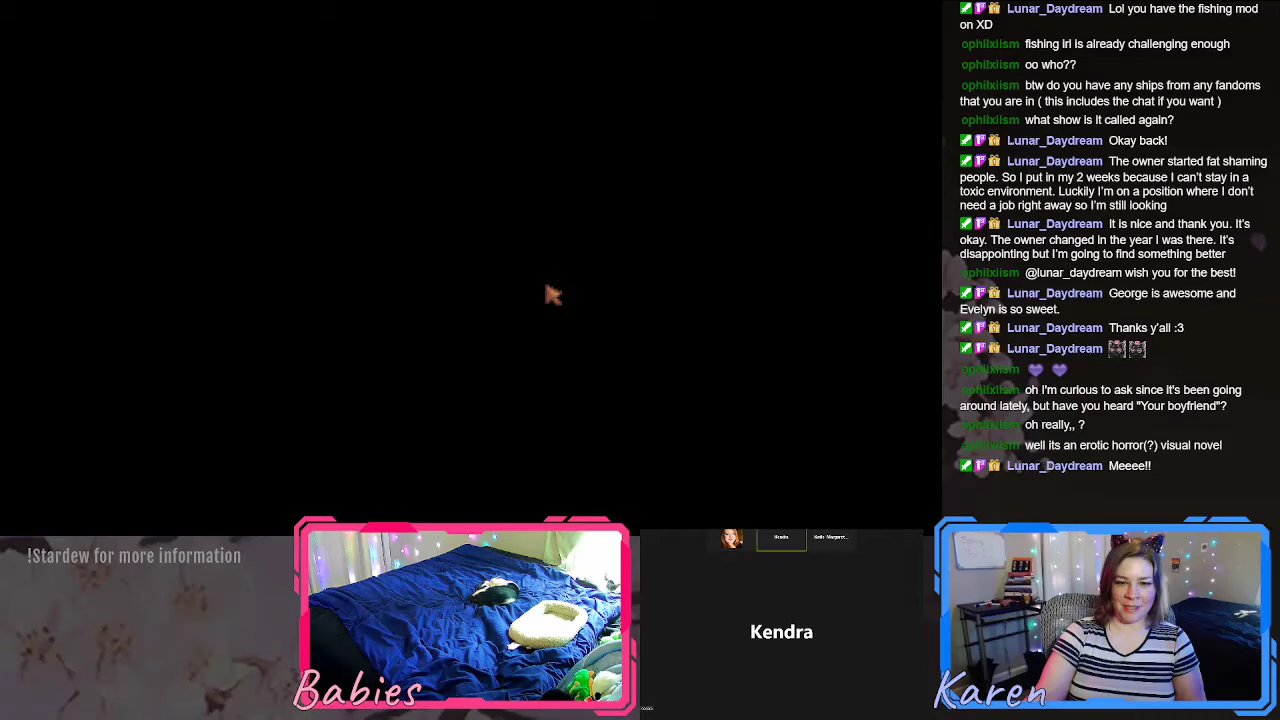 Lunar_Daydream Lol you have the fishing mod
on XD
ophilxiism fishing irl is already challenging enough
ophilxiism oo who??
ophilxiism btw do you have any ships from any fandoms
that you are in ( this includes the chat if you want )
ophilxiism what show is it called again?
Lunar_Daydream Okay back!
Lunar_Daydream The owner started fat shaming
people. So I put in my 2 weeks because I can't stay in a
toxic environment. Luckily I'm on a position where I don't
need a job right away so I'm still looking
Lunar_Daydream It is nice and thank you. It's
okay. The owner changed in the year I was there. It's
disappointing but I'm going to find something better
ophilxiism @lunar_daydream wish you for the best!
Lunar_Daydream George is awesome and
Evelyn is so sweet.
Lunar_Daydream Thanks y'all :3
Lunar_Daydream
ophilxiism
ophilxiism oh I'm curious to ask since it's been going
around lately, but have you heard "Your boyfriend"?
ophilxiism oh really,, ?
ophilxiism well its an erotic horror(?) visual novel
Lunar_Daydream Meeee!!
!Stardew for more information
Kendra
Kendra
Babies
Karen